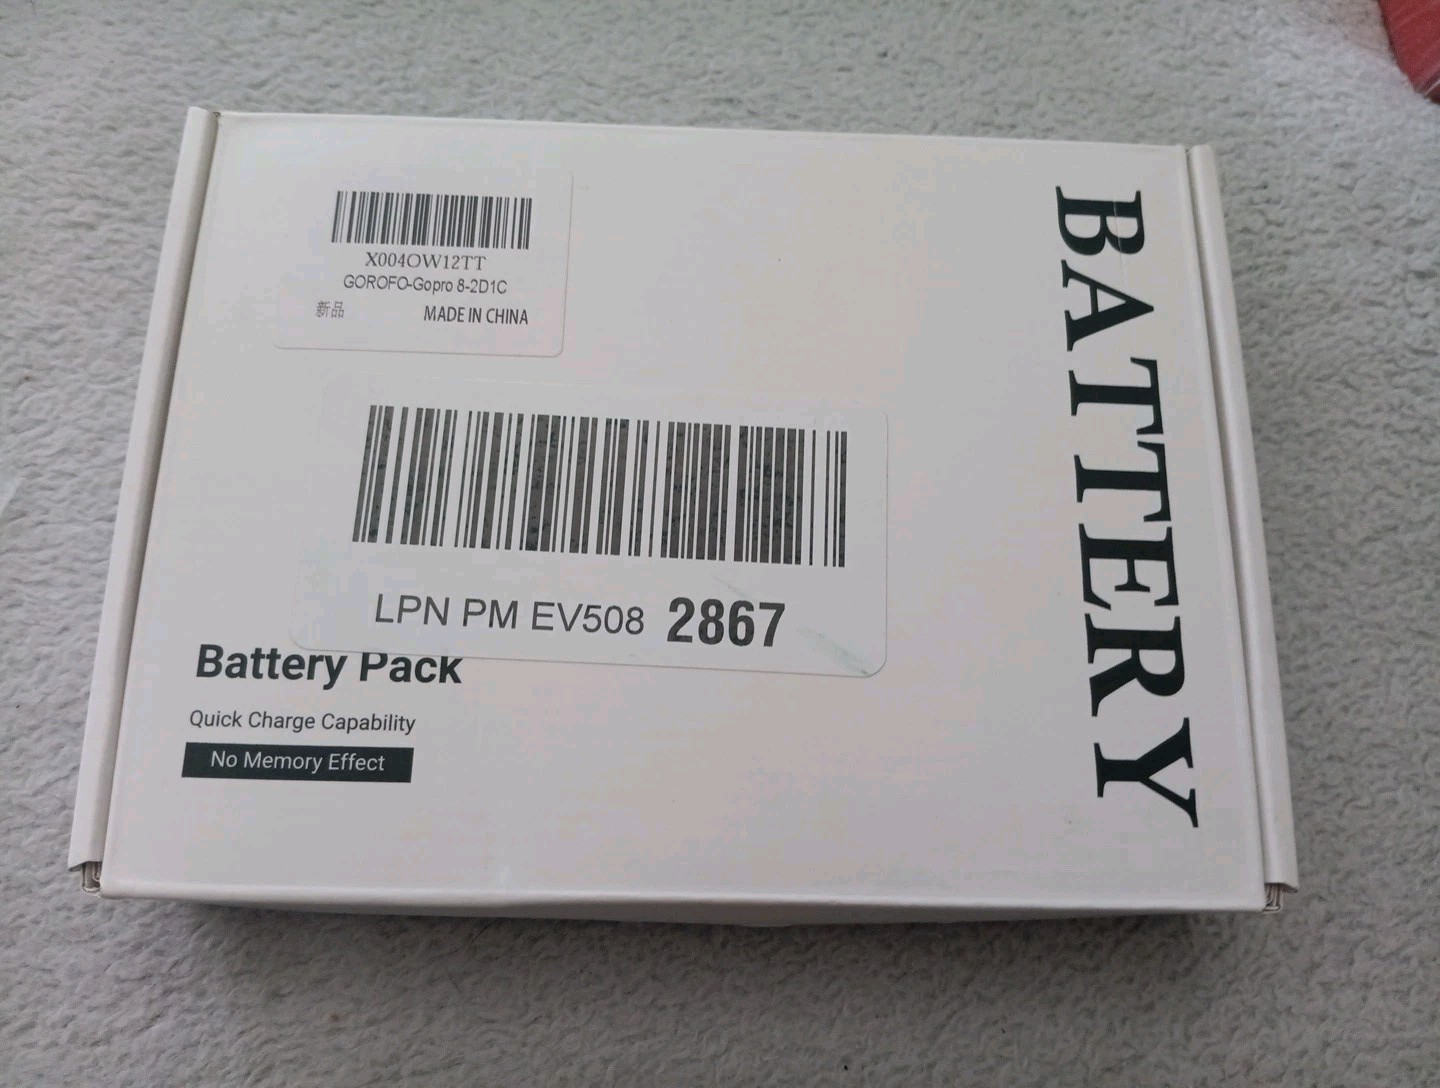 X004OW12TT
GOROFO-Gopro 8-2D1C
新品 MADE IN CHINA
LPN PM EV508 2867
Battery Pack
Quick Charge Capability
No Memory Effect
BATTERY